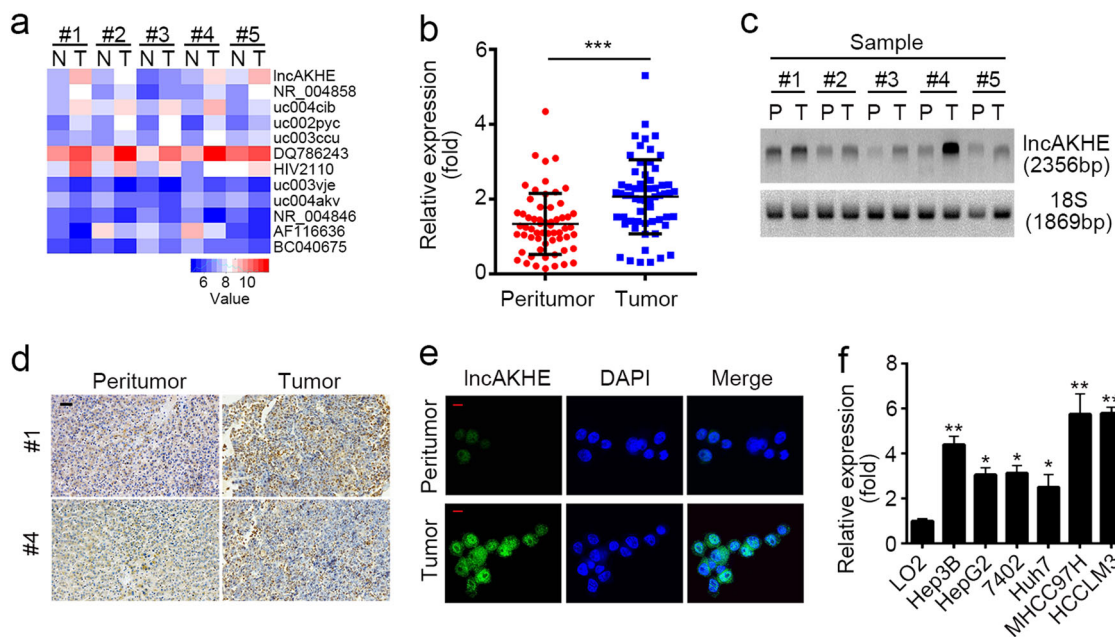 a
#1 #2 #3 #4 #5
N T N T N T N T N T
lncAKHE
NR_004858
uc004cib
uc002pyc
uc003ccu
DQ786243
HIV2110
uc003vje
uc004akv
NR_004846
AF116636
BC040675
6 8 10
Value
b
***
Relative expression
(fold)
6
4
2
0
Peritumor Tumor
c
Sample
#1 #2 #3 #4 #5
P T P T P T P T P T
lncAKHE
(2356bp)
18S
(1869bp)
d
Peritumor Tumor
#1
#4
e
lncAKHE DAPI Merge
Peritumor
Tumor
f
Relative expression
(fold)
8
6
4
2
0
** * * * ** **
LO2 Hep3B HepG2 7402 Huh7 MHCC97H HCCLM3